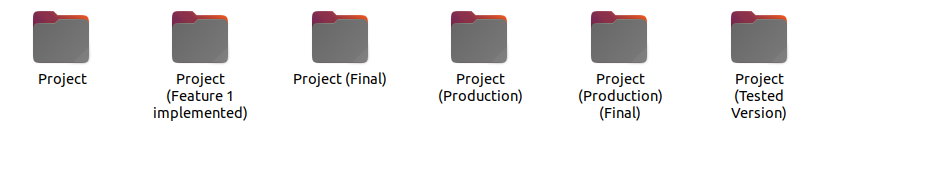 Project
Project
(Feature 1
implemented)
Project (Final)
Project
(Production)
Project
(Production)
(Final)
Project
(Tested
Version)